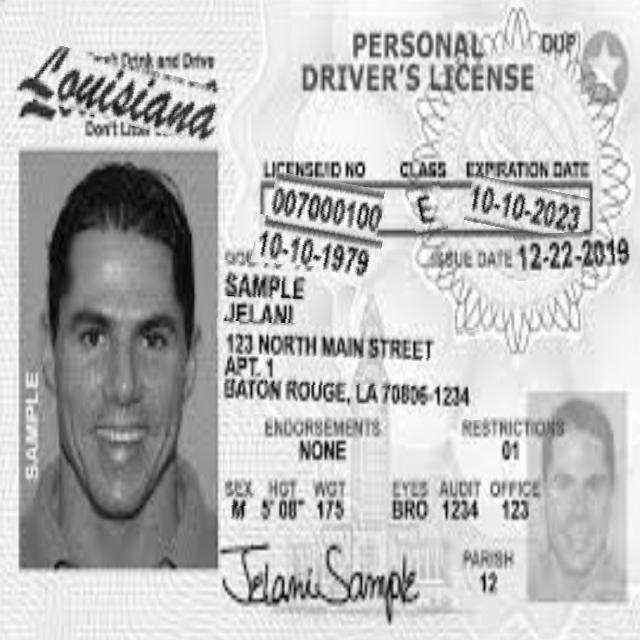 Don't Drink and Drive
Louisiana
Don't Litter
PERSONAL
DRIVER'S LICENSE
DUP
LICENSE/ID NO CLASS EXPIRATION DATE
007000100 E 10-10-2023
10-10-1979 ISSUE DATE 12-22-2019
SAMPLE
JELANI
123 NORTH MAIN STREET
APT. 1
BATON ROUGE, LA 70806-1234
ENDORSEMENTS RESTRICTIONS
NONE 01
SEX HGT WGT EYES AUDIT OFFICE
M 5'08" 175 BRO 1234 123
Jelani Sample
PARISH
12
SAMPLE